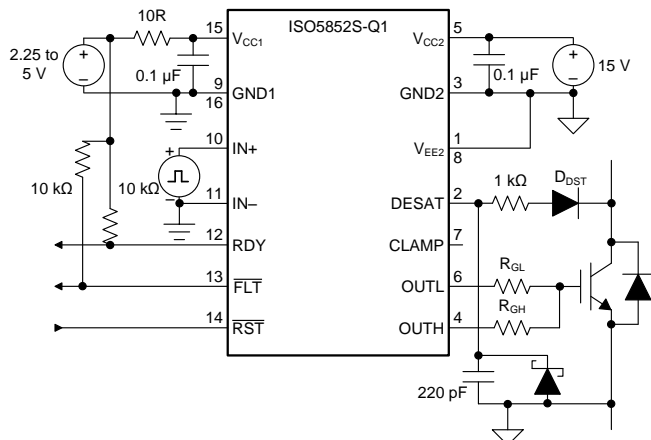 10R
15
VCC1
ISO5852S-Q1
VCC2
5
2.25 to
5 V
0.1 µF
9
GND1
16
GND2
3
0.1 µF
15 V
10
IN+
VEE2
1
8
10 kΩ
10 kΩ
11
IN–
DESAT
2
1 kΩ
DDST
12
RDY
CLAMP
7
13
FLT
OUTL
6
RGL
14
RST
OUTH
4
RGH
220 pF